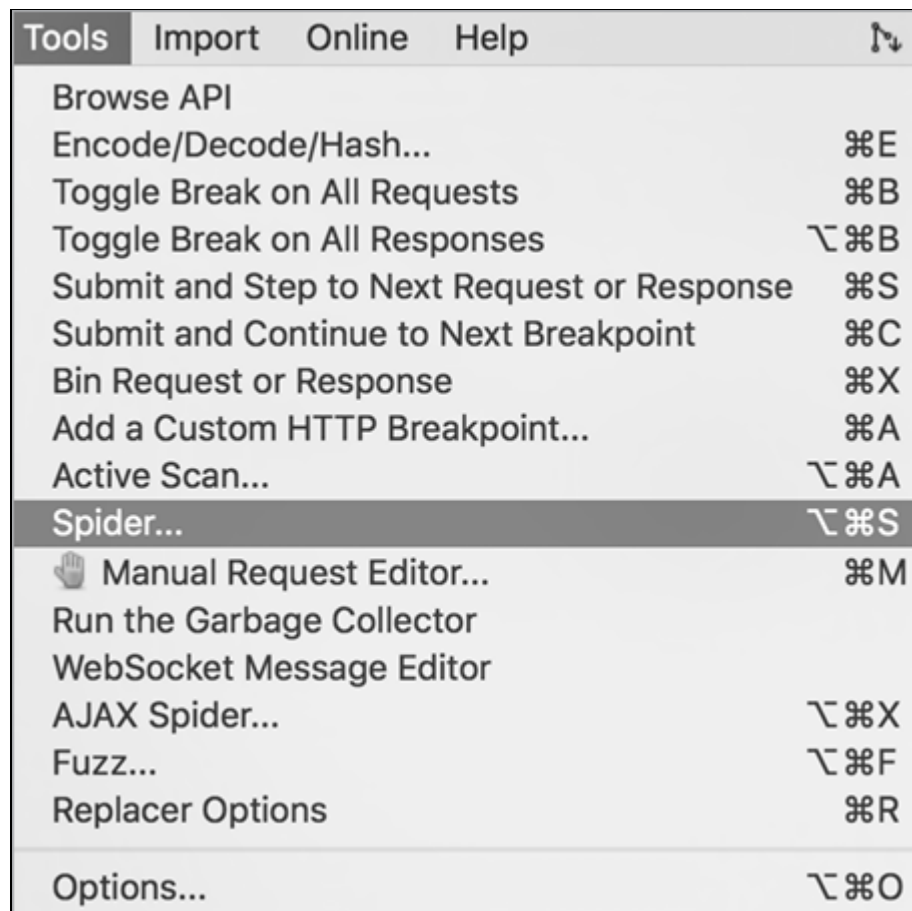 Tools Import Online Help
Browse API
Encode/Decode/Hash... ⌘E
Toggle Break on All Requests ⌘B
Toggle Break on All Responses ⌥⌘B
Submit and Step to Next Request or Response ⌘S
Submit and Continue to Next Breakpoint ⌘C
Bin Request or Response ⌘X
Add a Custom HTTP Breakpoint... ⌘A
Active Scan... ⌥⌘A
Spider... ⌥⌘S
Manual Request Editor... ⌘M
Run the Garbage Collector
WebSocket Message Editor
AJAX Spider... ⌥⌘X
Fuzz... ⌥⌘F
Replacer Options ⌘R
Options... ⌥⌘O